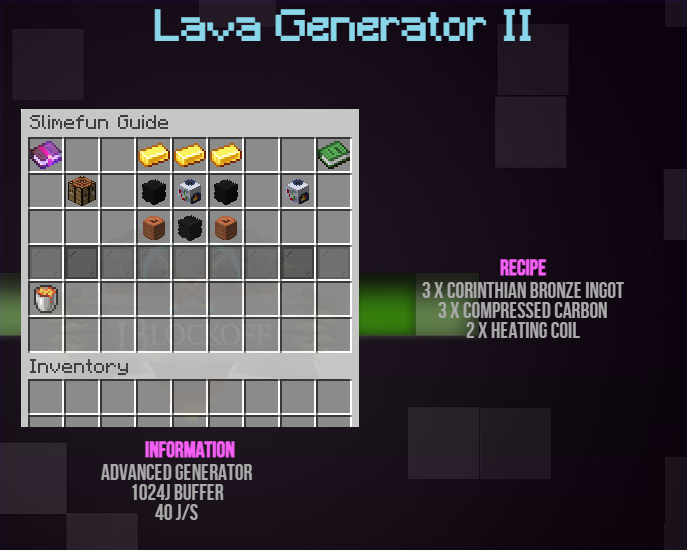 Lava Generator II
Slimefun Guide
BLOCKOFF
Inventory
RECIPE
3 X CORINTHIAN BRONZE INGOT
3 X COMPRESSED CARBON
2 X HEATING COIL
INFORMATION
ADVANCED GENERATOR
1024J BUFFER
40 J/S